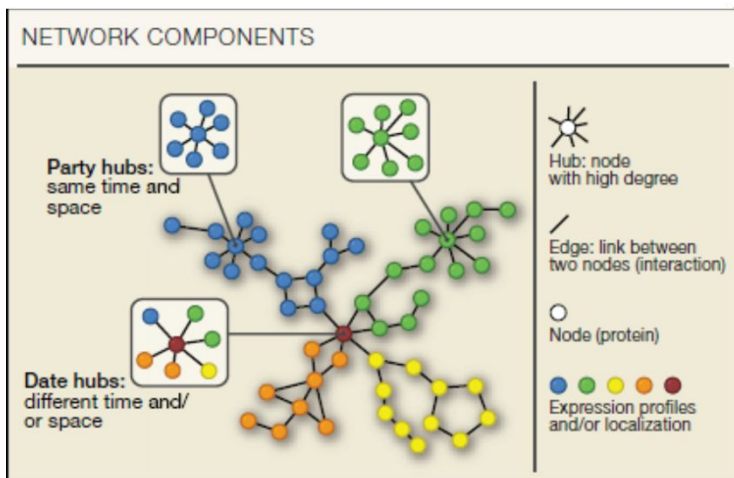 NETWORK COMPONENTS
Party hubs:
same time and
space
Date hubs:
different time and/
or space
Hub: node
with high degree
Edge: link between
two nodes (interaction)
Node (protein)
Expression profiles
and/or localization